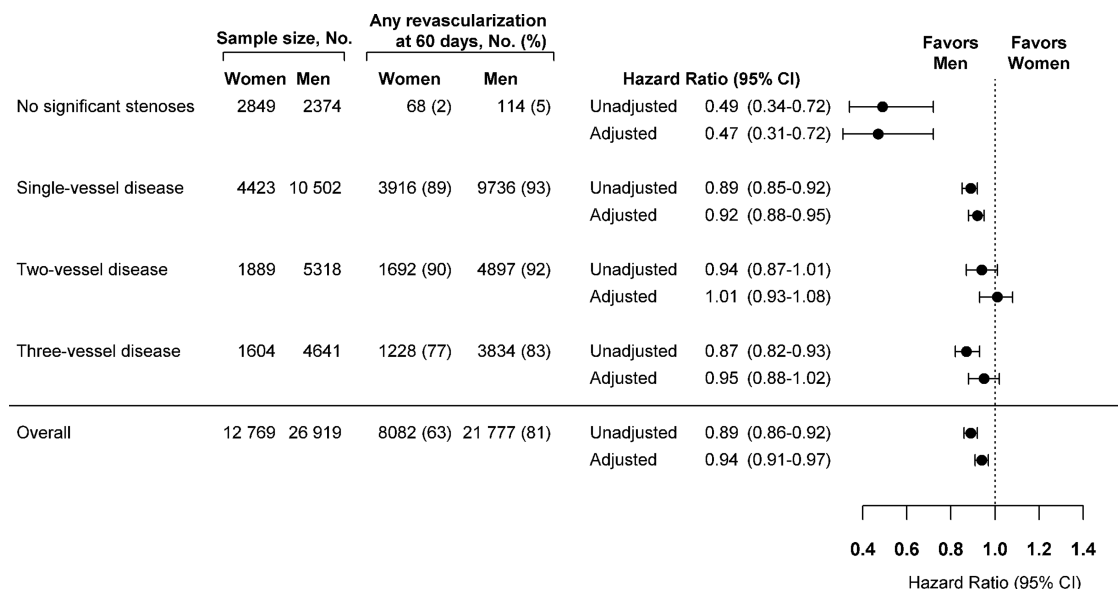 Sample size, No. Any revascularization at 60 days, No. (%) Favors Men Favors Women
Women Men Women Men Hazard Ratio (95% CI)
No significant stenoses 2849 2374 68 (2) 114 (5) Unadjusted 0.49 (0.34-0.72)
Adjusted 0.47 (0.31-0.72)
Single-vessel disease 4423 10 502 3916 (89) 9736 (93) Unadjusted 0.89 (0.85-0.92)
Adjusted 0.92 (0.88-0.95)
Two-vessel disease 1889 5318 1692 (90) 4897 (92) Unadjusted 0.94 (0.87-1.01)
Adjusted 1.01 (0.93-1.08)
Three-vessel disease 1604 4641 1228 (77) 3834 (83) Unadjusted 0.87 (0.82-0.93)
Adjusted 0.95 (0.88-1.02)
Overall 12 769 26 919 8082 (63) 21 777 (81) Unadjusted 0.89 (0.86-0.92)
Adjusted 0.94 (0.91-0.97)
0.4 0.6 0.8 1.0 1.2 1.4
Hazard Ratio (95% CI)